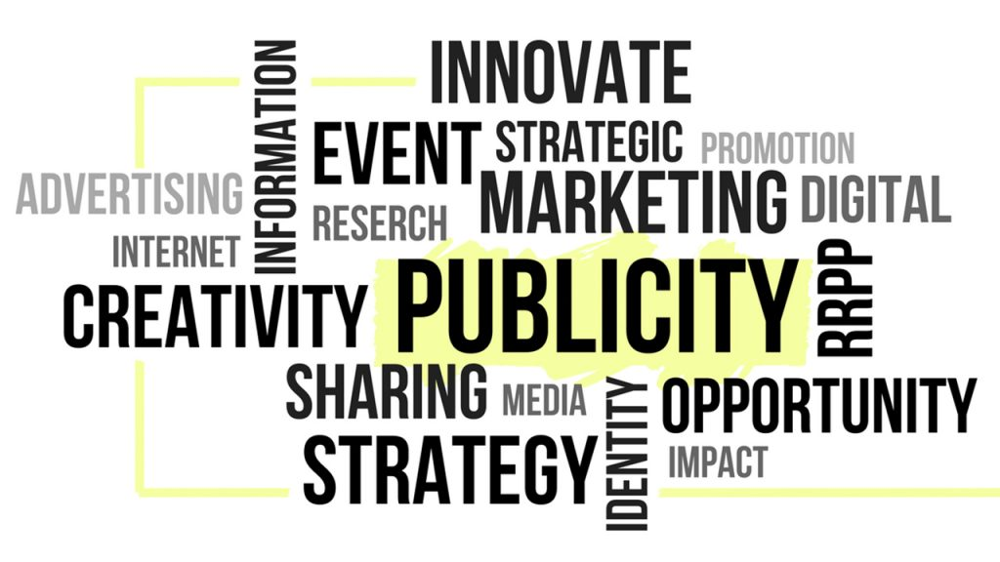 INFORMATION
INNOVATE
EVENT
STRATEGIC
PROMOTION
ADVERTISING
RESERCH
MARKETING
DIGITAL
INTERNET
CREATIVITY
PUBLICITY
RRPP
SHARING
MEDIA
IDENTITY
OPPORTUNITY
STRATEGY
IMPACT